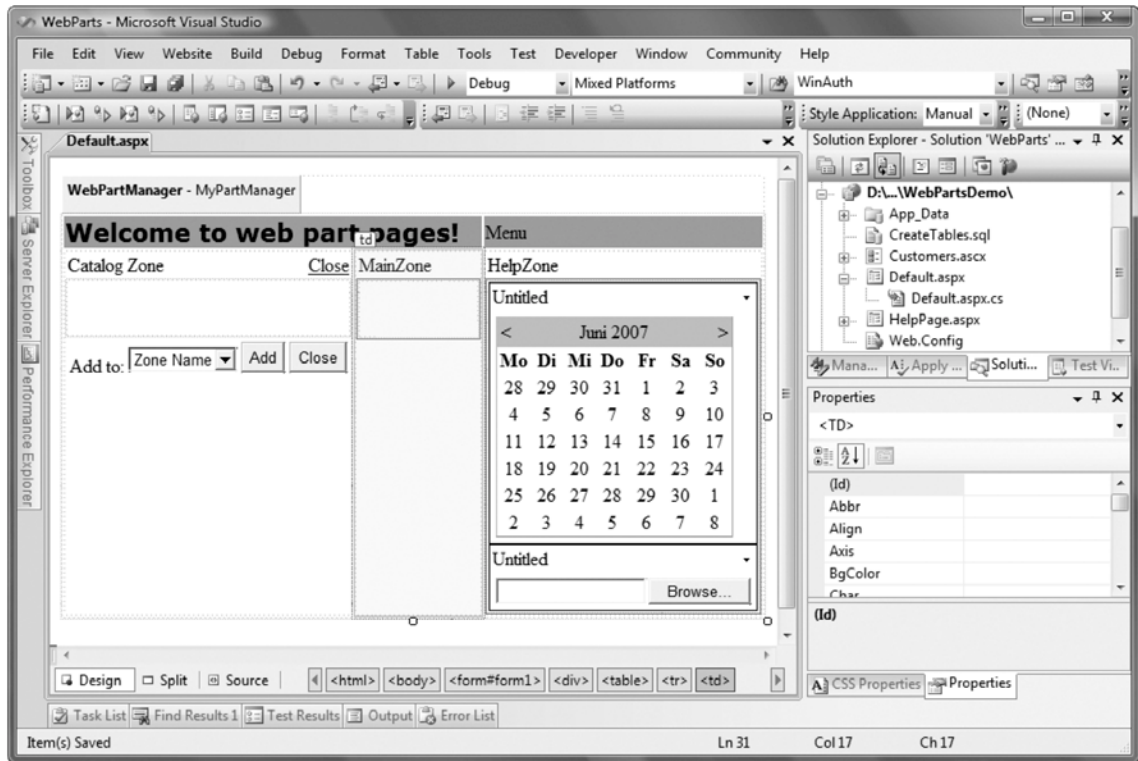 WebParts - Microsoft Visual Studio
File Edit View Website Build Debug Format Table Tools Test Developer Window Community Help
Debug Mixed Platforms WinAuth
Style Application: Manual (None)
Toolbox
Server Explorer
Performance Explorer
Default.aspx
WebPartManager - MyPartManager
Welcome to web part pages! Menu
td
Catalog Zone Close MainZone HelpZone
Untitled
< Juni 2007 >
Mo Di Mi Do Fr Sa So
28 29 30 31 1 2 3
4 5 6 7 8 9 10
11 12 13 14 15 16 17
18 19 20 21 22 23 24
25 26 27 28 29 30 1
2 3 4 5 6 7 8
Add to: Zone Name Add Close
Untitled
Browse...
Design Split Source <html> <body> <form#form1> <div> <table> <tr> <td>
Solution Explorer - Solution 'WebParts' ...
D:\...\WebPartsDemo\
App_Data
CreateTables.sql
Customers.ascx
Default.aspx
Default.aspx.cs
HelpPage.aspx
Web.Config
Mana... Apply ... Soluti... Test Vi...
Properties
<TD>
(Id)
Abbr
Align
Axis
BgColor
Char
(Id)
CSS Properties Properties
Task List Find Results 1 Test Results Output Error List
Item(s) Saved Ln 31 Col 17 Ch 17